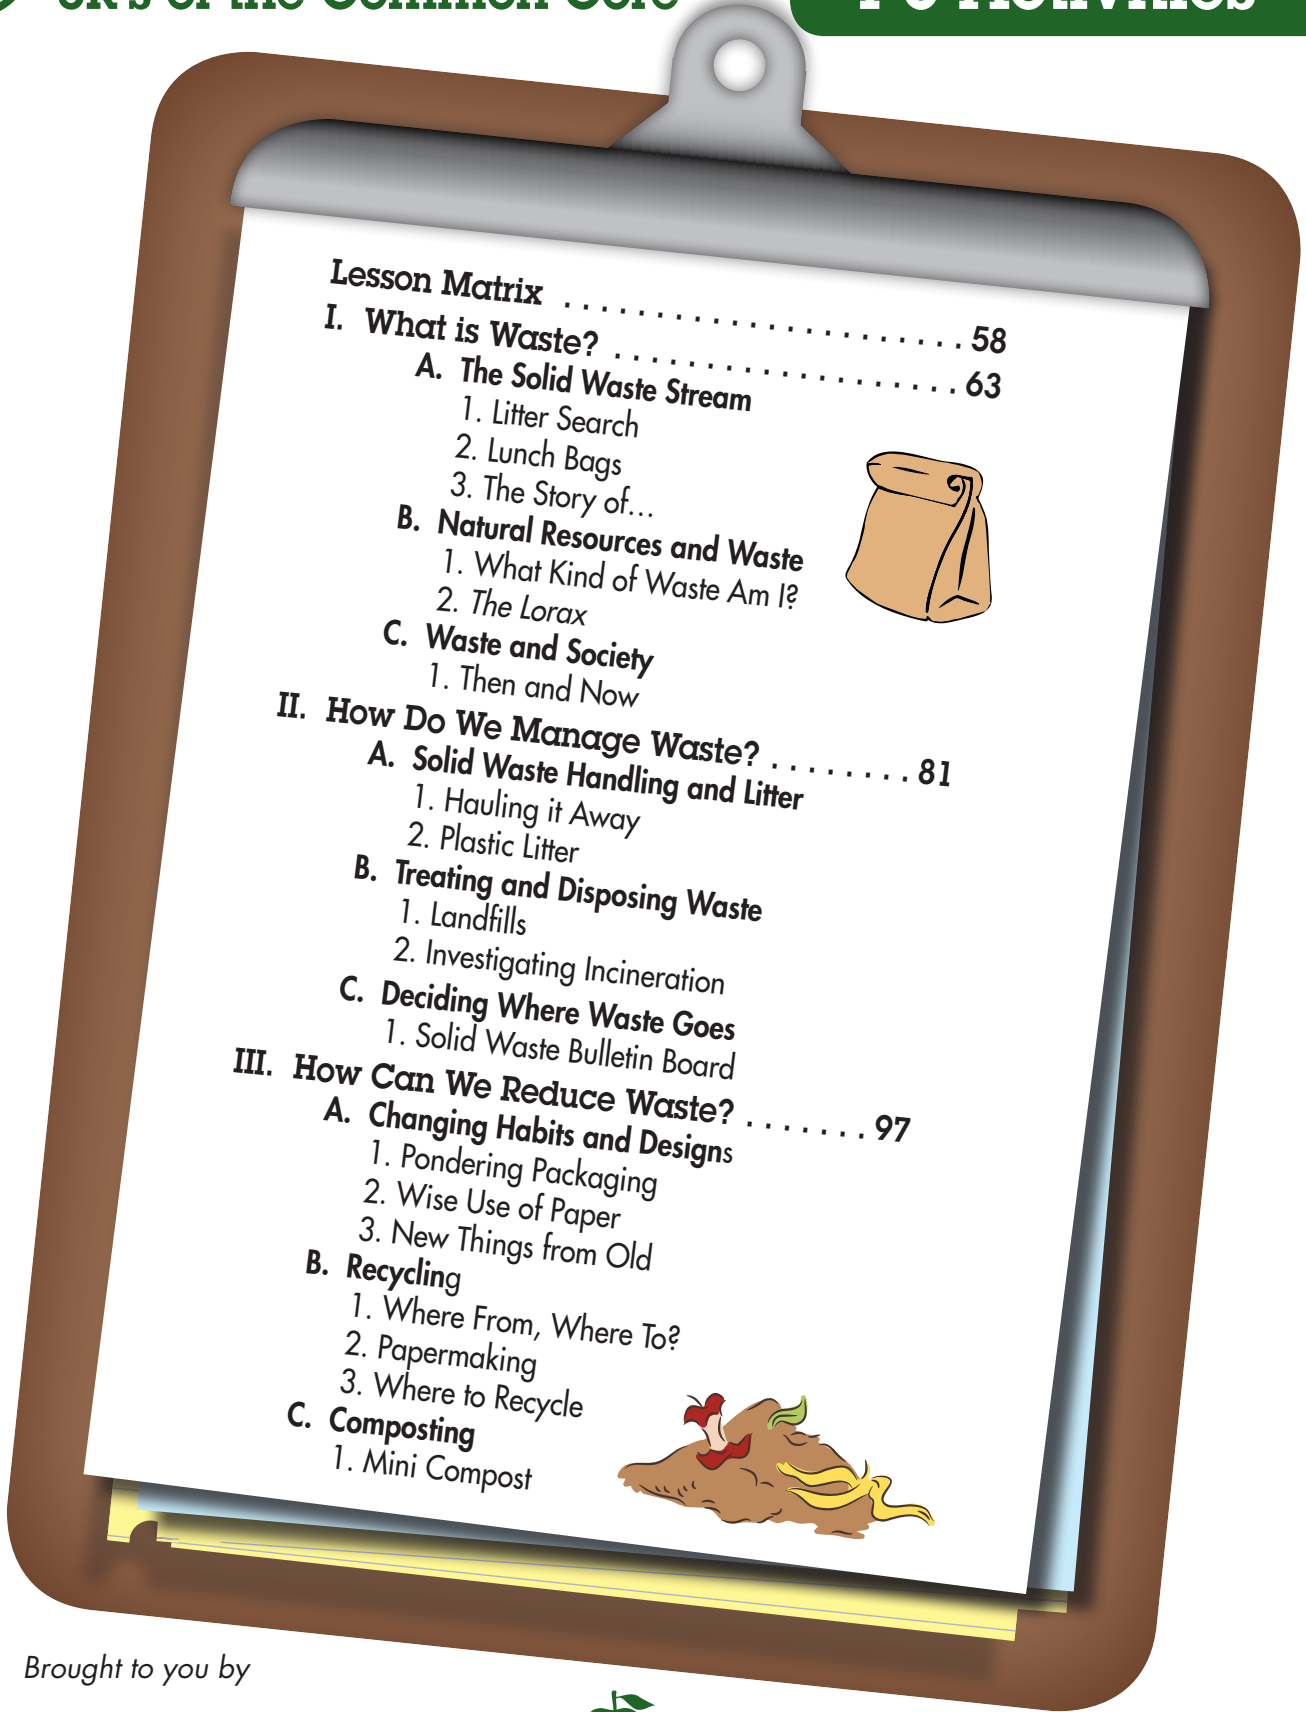 3R's of the Common Core
Activities
Lesson Matrix . . . . . . . . . . . . . . . . . . . . . . 58
I. What is Waste? . . . . . . . . . . . . . . . . . . . 63
A. The Solid Waste Stream
1. Litter Search
2. Lunch Bags
3. The Story of...
B. Natural Resources and Waste
1. What Kind of Waste Am I?
2. The Lorax
C. Waste and Society
1. Then and Now
II. How Do We Manage Waste? . . . . . . . . 81
A. Solid Waste Handling and Litter
1. Hauling it Away
2. Plastic Litter
B. Treating and Disposing Waste
1. Landfills
2. Investigating Incineration
C. Deciding Where Waste Goes
1. Solid Waste Bulletin Board
III. How Can We Reduce Waste? . . . . . . . 97
A. Changing Habits and Designs
1. Pondering Packaging
2. Wise Use of Paper
3. New Things from Old
B. Recycling
1. Where From, Where To?
2. Papermaking
3. Where to Recycle
C. Composting
1. Mini Compost
Brought to you by